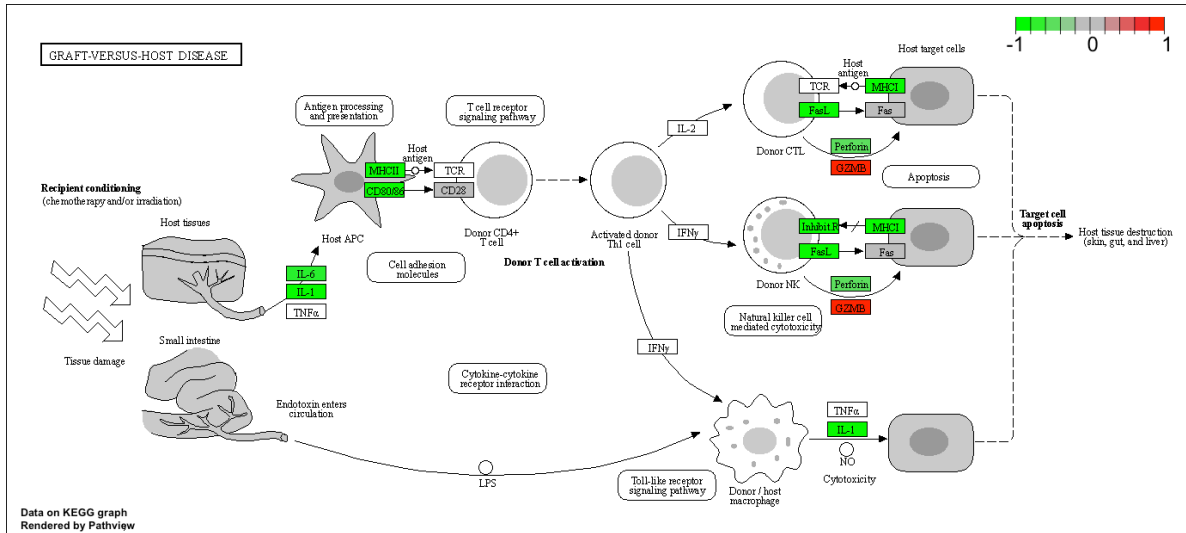 GRAFT-VERSUS-HOST DISEASE
-1
0
1
Recipient conditioning
(chemotherapy and/or irradiation)
Host tissues
Tissue damage
Small intestine
Endotoxin enters
circulation
IL-6
IL-1
TNFα
Antigen processing
and presentation
Host APC
MHCII
CD80/86
Host
antigen
TCR
CD28
T cell receptor
signaling pathway
Donor CD4+
T cell
Cell adhesion
molecules
Donor T cell activation
Activated donor
Th1 cell
Cytokine-cytokine
receptor interaction
IL-2
IFNγ
IFNγ
LPS
Host target cells
Host
antigen
TCR
MHCI
FasL
Fas
Donor CTL
Perforin
GZMB
Apoptosis
Inhibit.R
MHCI
FasL
Fas
Donor NK
Perforin
GZMB
Natural killer cell
mediated cytotoxicity
Target cell
apoptosis
Host tissue destruction
(skin, gut, and liver)
Toll-like receptor
signaling pathway
Donor / host
macrophage
TNFα
IL-1
NO
Cytotoxicity
Data on KEGG graph
Rendered by Pathview